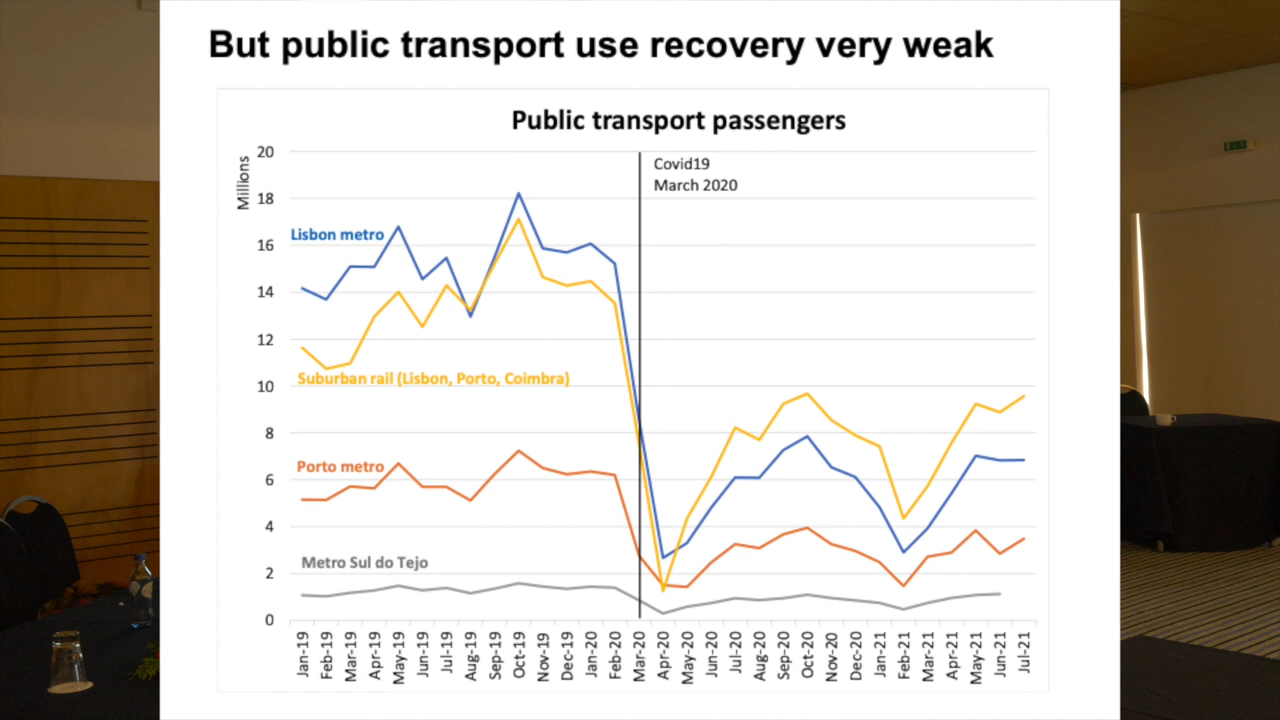 But public transport use recovery very weak
Public transport passengers
Millions
20
18
16
14
12
10
8
6
4
2
0
Covid19
March 2020
Lisbon metro
Suburban rail (Lisbon, Porto, Coimbra)
Porto metro
Metro Sul do Tejo
Jan-19
Feb-19
Mar-19
Apr-19
May-19
Jun-19
Jul-19
Aug-19
Sep-19
Oct-19
Nov-19
Dec-19
Jan-20
Feb-20
Mar-20
Apr-20
May-20
Jun-20
Jul-20
Aug-20
Sep-20
Oct-20
Nov-20
Dec-20
Jan-21
Feb-21
Mar-21
Apr-21
May-21
Jun-21
Jul-21